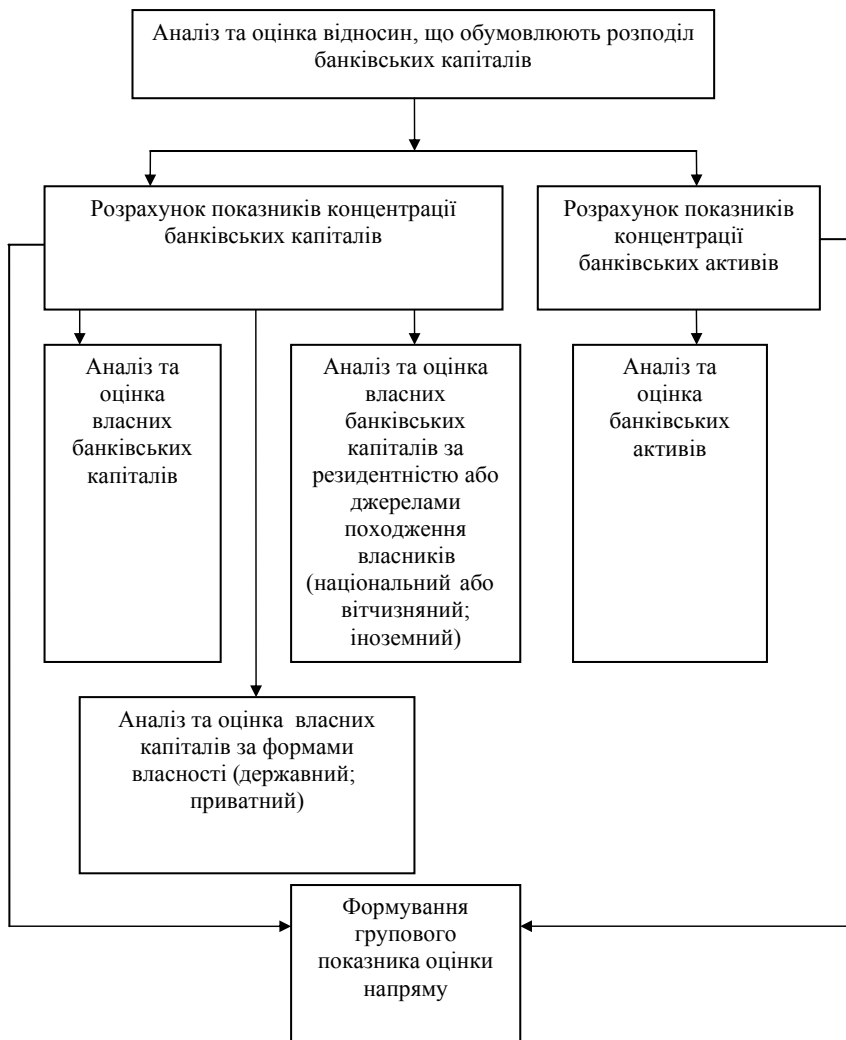 Аналіз та оцінка відносин, що обумовлюють розподіл
банківських капіталів
Розрахунок показників концентрації
банківських капіталів
Розрахунок показників
концентрації
банківських активів
Аналіз та
оцінка
власних
банківських
капіталів
Аналіз та оцінка
власних
банківських
капіталів за
резидентністю або
джерелами
походження
власників
(національний або
вітчизняний;
іноземний)
Аналіз та
оцінка
банківських
активів
Аналіз та оцінка власних
капіталів за формами
власності (державний;
приватний)
Формування
групового
показника оцінки
напряму